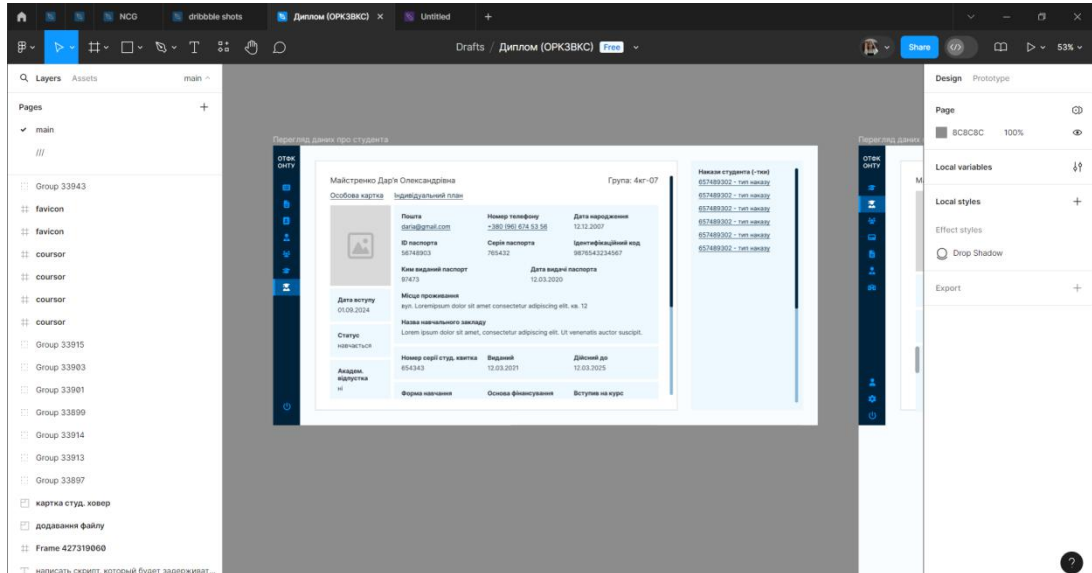 NCG
dribbble shots
Диплом (ОРКЗВКС)
Untitled
Drafts / Диплом (ОРКЗВКС) Free
Share
53%
Layers Assets main
Pages
main
///
Group 33943
favicon
favicon
coursor
coursor
coursor
coursor
Group 33915
Group 33903
Group 33901
Group 33899
Group 33914
Group 33913
Group 33897
картка студ. ховер
додавання файлу
Frame 427319060
написать скрипт, который будет задерживат...
Перегляд даних про студента
ОТФК
ОНТУ
Майстренко Дар'я Олександрівна Група: 4кг-07
Особова картка Індивідуальний план
Пошта Номер телефону Дата народження
daria@gmail.com +380 (96) 674 53 56 12.12.2007
ID паспорта Серія паспорта Ідентифікаційний код
56748903 765432 9876543234567
Ким виданий паспорт Дата видачі паспорта
97473 12.03.2020
Дата вступу
01.09.2024
Місце проживання
вул. Loremipsum dolor sit amet consectetur adipiscing elit. кв. 12
Назва навчального закладу
Lorem ipsum dolor sit amet, consectetur adipiscing elit. Ut venenatis auctor suscipit.
Статус
навчається
Номер серії студ. квитка Виданий Дійсний до
654343 12.03.2021 12.03.2025
Академ.
відпустка
ні
Форма навчання Основа фінансування Вступив на курс
Накази студента (-тки)
657489302 - тип наказу
657489302 - тип наказу
657489302 - тип наказу
657489302 - тип наказу
657489302 - тип наказу
657489302 - тип наказу
Перегляд даних
ОТФК
ОНТУ
М
Design Prototype
Page
8C8C8C 100%
Local variables
Local styles
Effect styles
Drop Shadow
Export
?